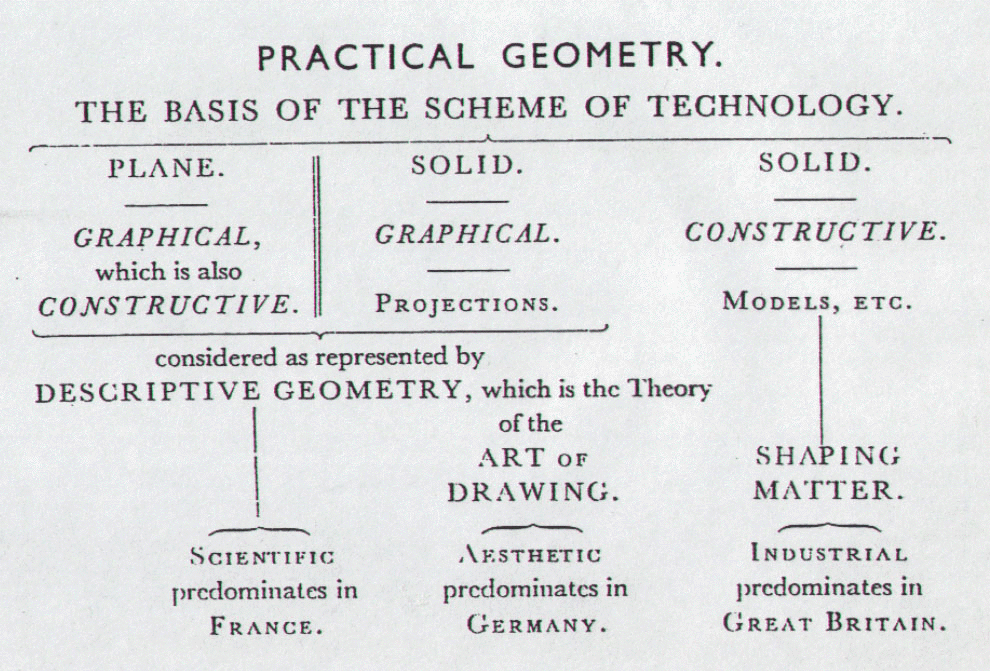 PRACTICAL GEOMETRY.
THE BASIS OF THE SCHEME OF TECHNOLOGY.
PLANE.
GRAPHICAL,
which is also
CONSTRUCTIVE.
SOLID.
GRAPHICAL.
PROJECTIONS.
SOLID.
CONSTRUCTIVE.
MODELS, ETC.
considered as represented by
DESCRIPTIVE GEOMETRY, which is the Theory
of the
ART OF
DRAWING.
SHAPING
MATTER.
SCIENTIFIC
predominates in
FRANCE.
AESTHETIC
predominates in
GERMANY.
INDUSTRIAL
predominates in
GREAT BRITAIN.